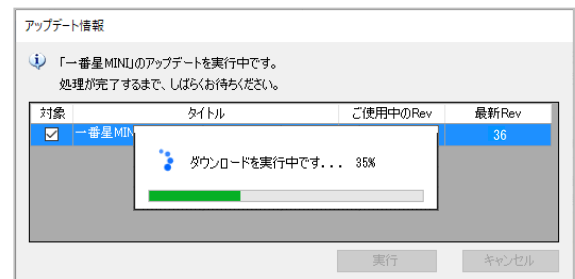 アップデート情報
「一番星MINI」のアップデートを実行中です。
処理が完了するまで、しばらくお待ちください。
対象 タイトル ご使用中のRev 最新Rev
一番星MIN 36
ダウンロードを実行中です... 35%
実行 キャンセル